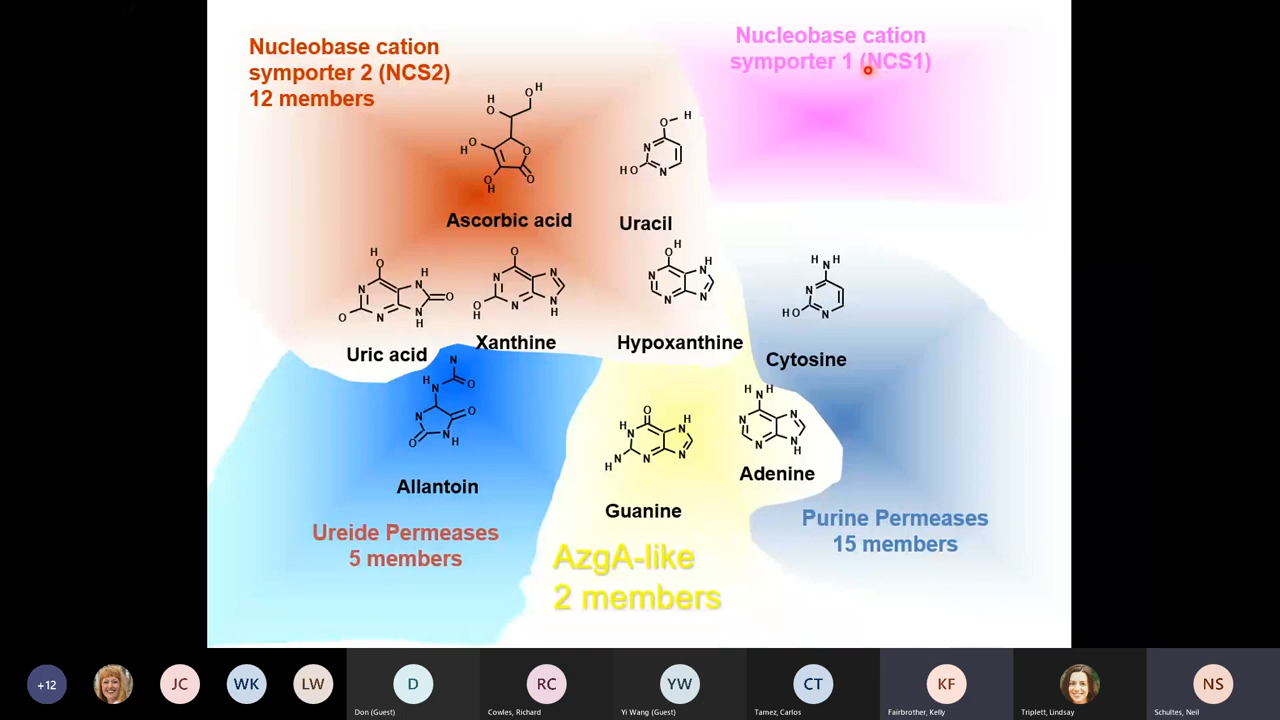 Nucleobase cation
symporter 2 (NCS2)
12 members
Nucleobase cation
symporter 1 (NCS1)
Ascorbic acid
Uracil
Uric acid
Xanthine
Hypoxanthine
Cytosine
Allantoin
Guanine
Adenine
Ureide Permeases
5 members
AzgA-like
2 members
Purine Permeases
15 members
+12
JC
WK
LW
D
Don (Guest)
RC
Cowles, Richard
YW
Yi Wang (Guest)
CT
Tamez, Carlos
KF
Fairbrother, Kelly
Triplett, Lindsay
NS
Schultes, Neil